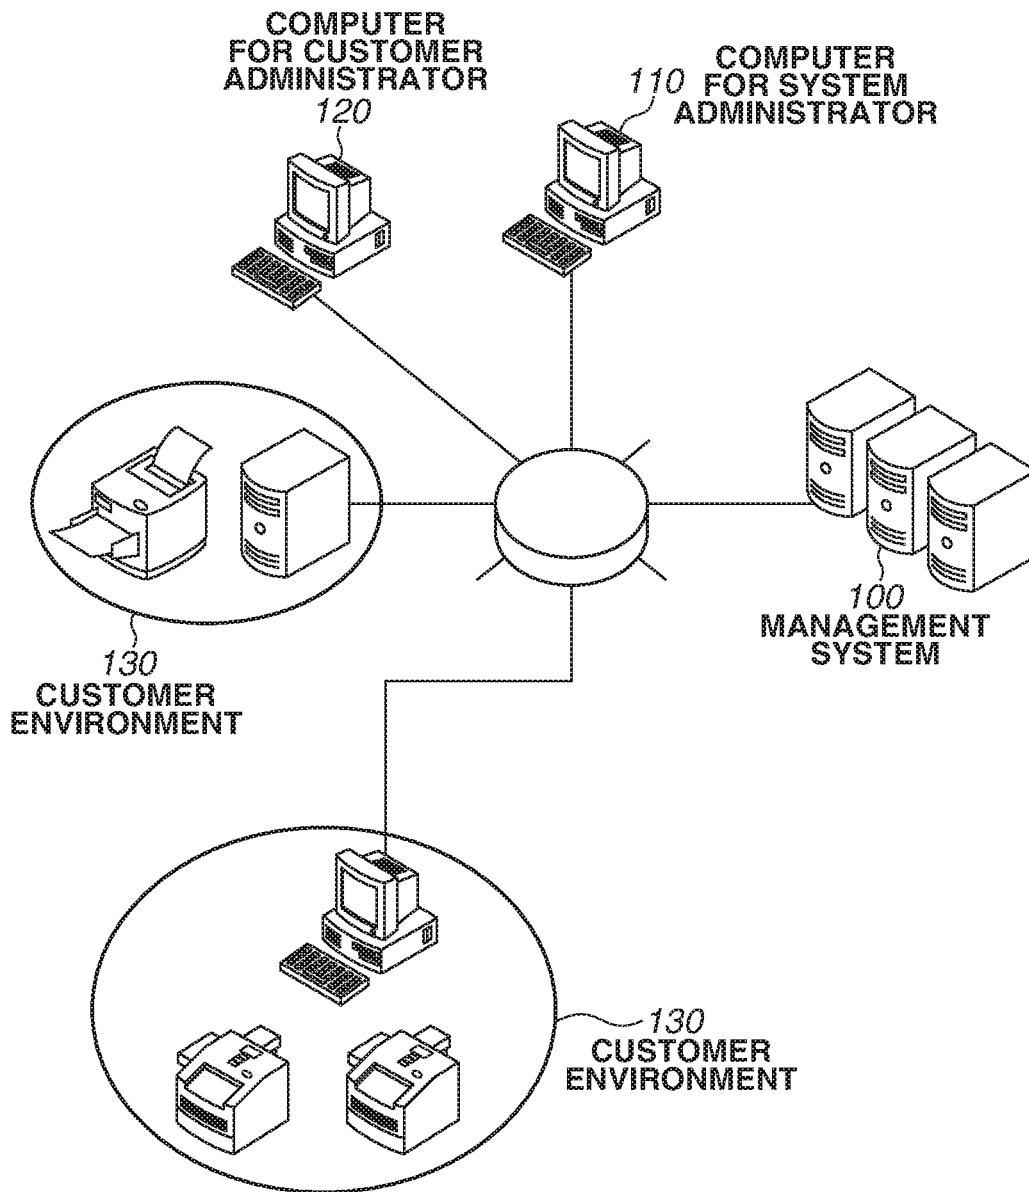 COMPUTER
FOR CUSTOMER
ADMINISTRATOR
120
COMPUTER
FOR SYSTEM
ADMINISTRATOR
110
100
MANAGEMENT
SYSTEM
130
CUSTOMER
ENVIRONMENT
130
CUSTOMER
ENVIRONMENT